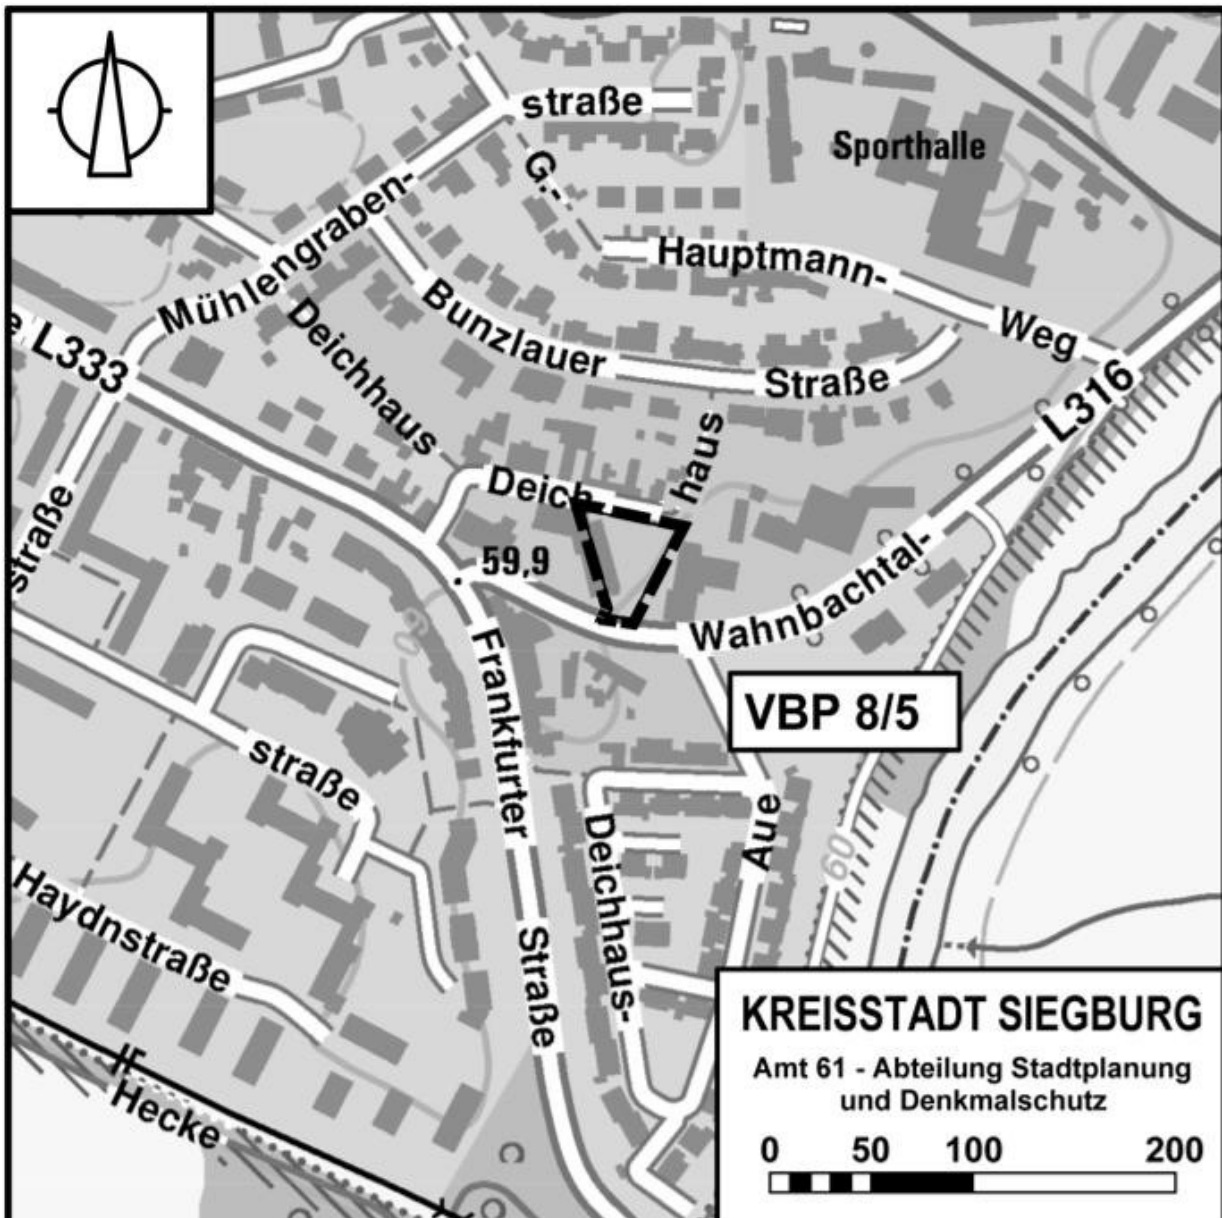 straße
Sporthalle
G.-
Hauptmann-
Weg
Mühlengraben-
Bunzlauer
Straße
Deichhaus
e L333
L316
Deich-
haus
straße
59,9
Wahnbachtal-
60
Frankfurter
Straße
VBP 8/5
straße
Deichhaus-
Aue
60
Haydnstraße
Hecke
KREISSTADT SIEGBURG
Amt 61 - Abteilung Stadtplanung
und Denkmalschutz
0 50 100 200